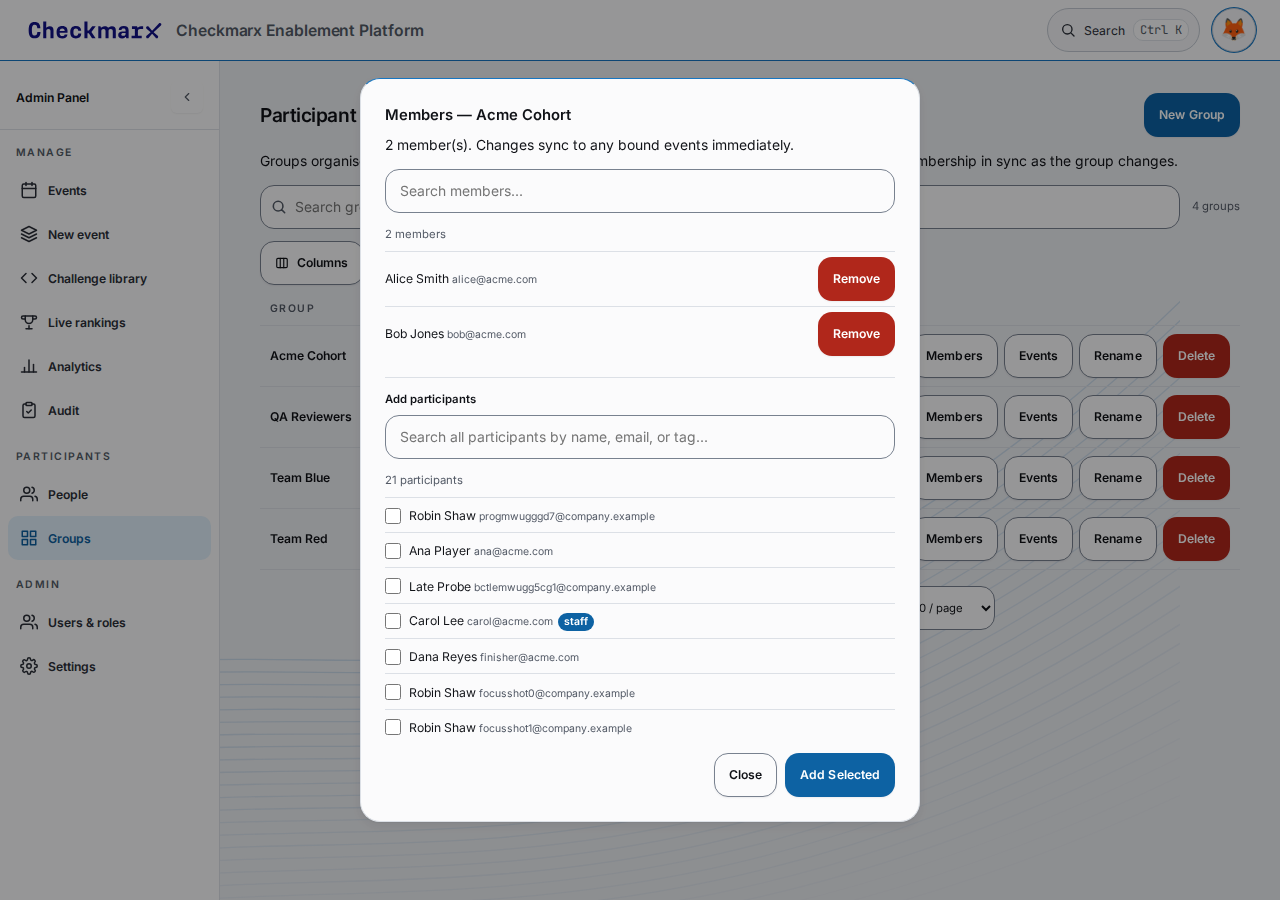 Checkmarx Checkmarx Enablement Platform Search Ctrl K
Admin Panel
MANAGE
Events
New event
Challenge library
Live rankings
Analytics
Audit
PARTICIPANTS
People
Groups
ADMIN
Users & roles
Settings
Participant New Group
Groups organis mbership in sync as the group changes.
Search gr 4 groups
Columns
GROUP
Acme Cohort Members Events Rename Delete
QA Reviewers Members Events Rename Delete
Team Blue Members Events Rename Delete
Team Red Members Events Rename Delete
0 / page
Members — Acme Cohort
2 member(s). Changes sync to any bound events immediately.
Search members...
2 members
Alice Smith alice@acme.com Remove
Bob Jones bob@acme.com Remove
Add participants
Search all participants by name, email, or tag...
21 participants
Robin Shaw progmwugggd7@company.example
Ana Player ana@acme.com
Late Probe bctlemwugg5cg1@company.example
Carol Lee carol@acme.com staff
Dana Reyes finisher@acme.com
Robin Shaw focusshot0@company.example
Robin Shaw focusshot1@company.example
Close Add Selected